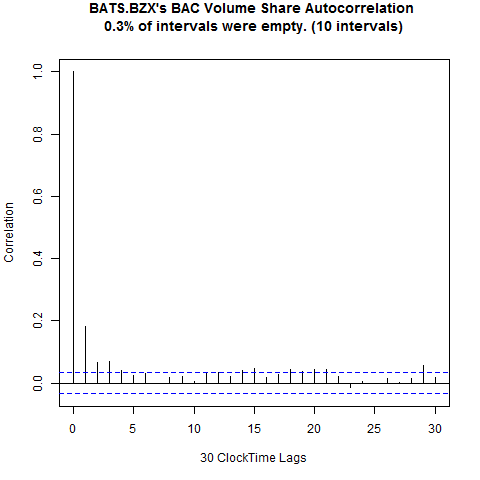 BATS.BZX's BAC Volume Share Autocorrelation
0.3% of intervals were empty. (10 intervals)
Correlation
1.0
0.8
0.6
0.4
0.2
0.0
0 5 10 15 20 25 30
30 ClockTime Lags